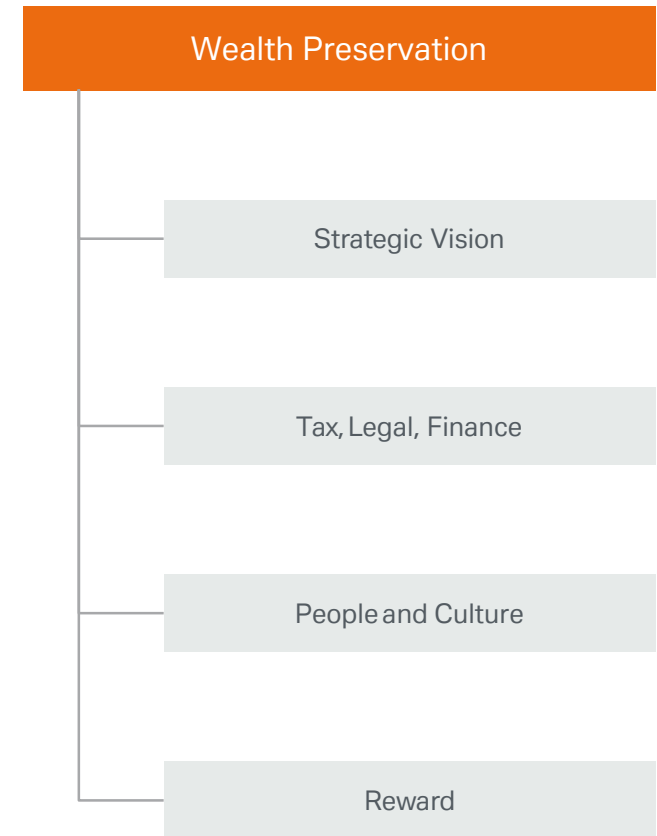 Wealth Preservation
Strategic Vision
Tax, Legal, Finance
People and Culture
Reward